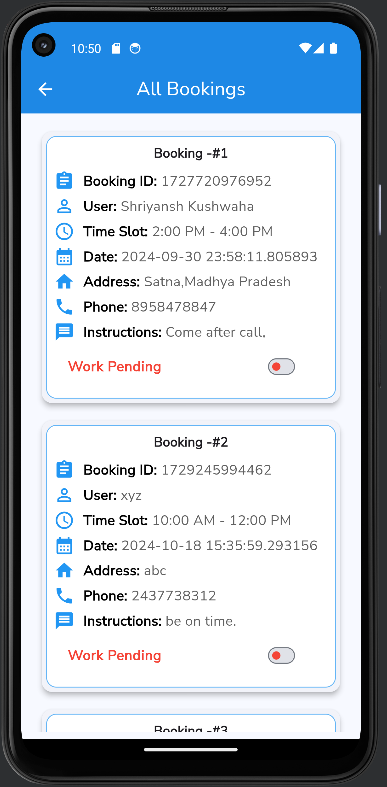 10:50
All Bookings
Booking -#1
Booking ID: 1727720976952
User: Shriyansh Kushwaha
Time Slot: 2:00 PM - 4:00 PM
Date: 2024-09-30 23:58:11.805893
Address: Satna,Madhya Pradesh
Phone: 8958478847
Instructions: Come after call,
Work Pending
Booking -#2
Booking ID: 1729245994462
User: xyz
Time Slot: 10:00 AM - 12:00 PM
Date: 2024-10-18 15:35:59.293156
Address: abc
Phone: 2437738312
Instructions: be on time.
Work Pending
Booking -#3